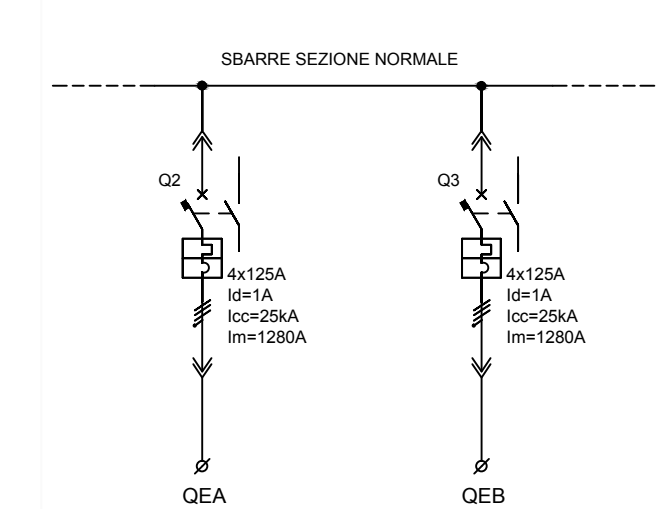 SBARRE SEZIONE NORMALE
Q2
4x125A
Id=1A
Icc=25kA
Im=1280A
QEA
Q3
4x125A
Id=1A
Icc=25kA
Im=1280A
QEB